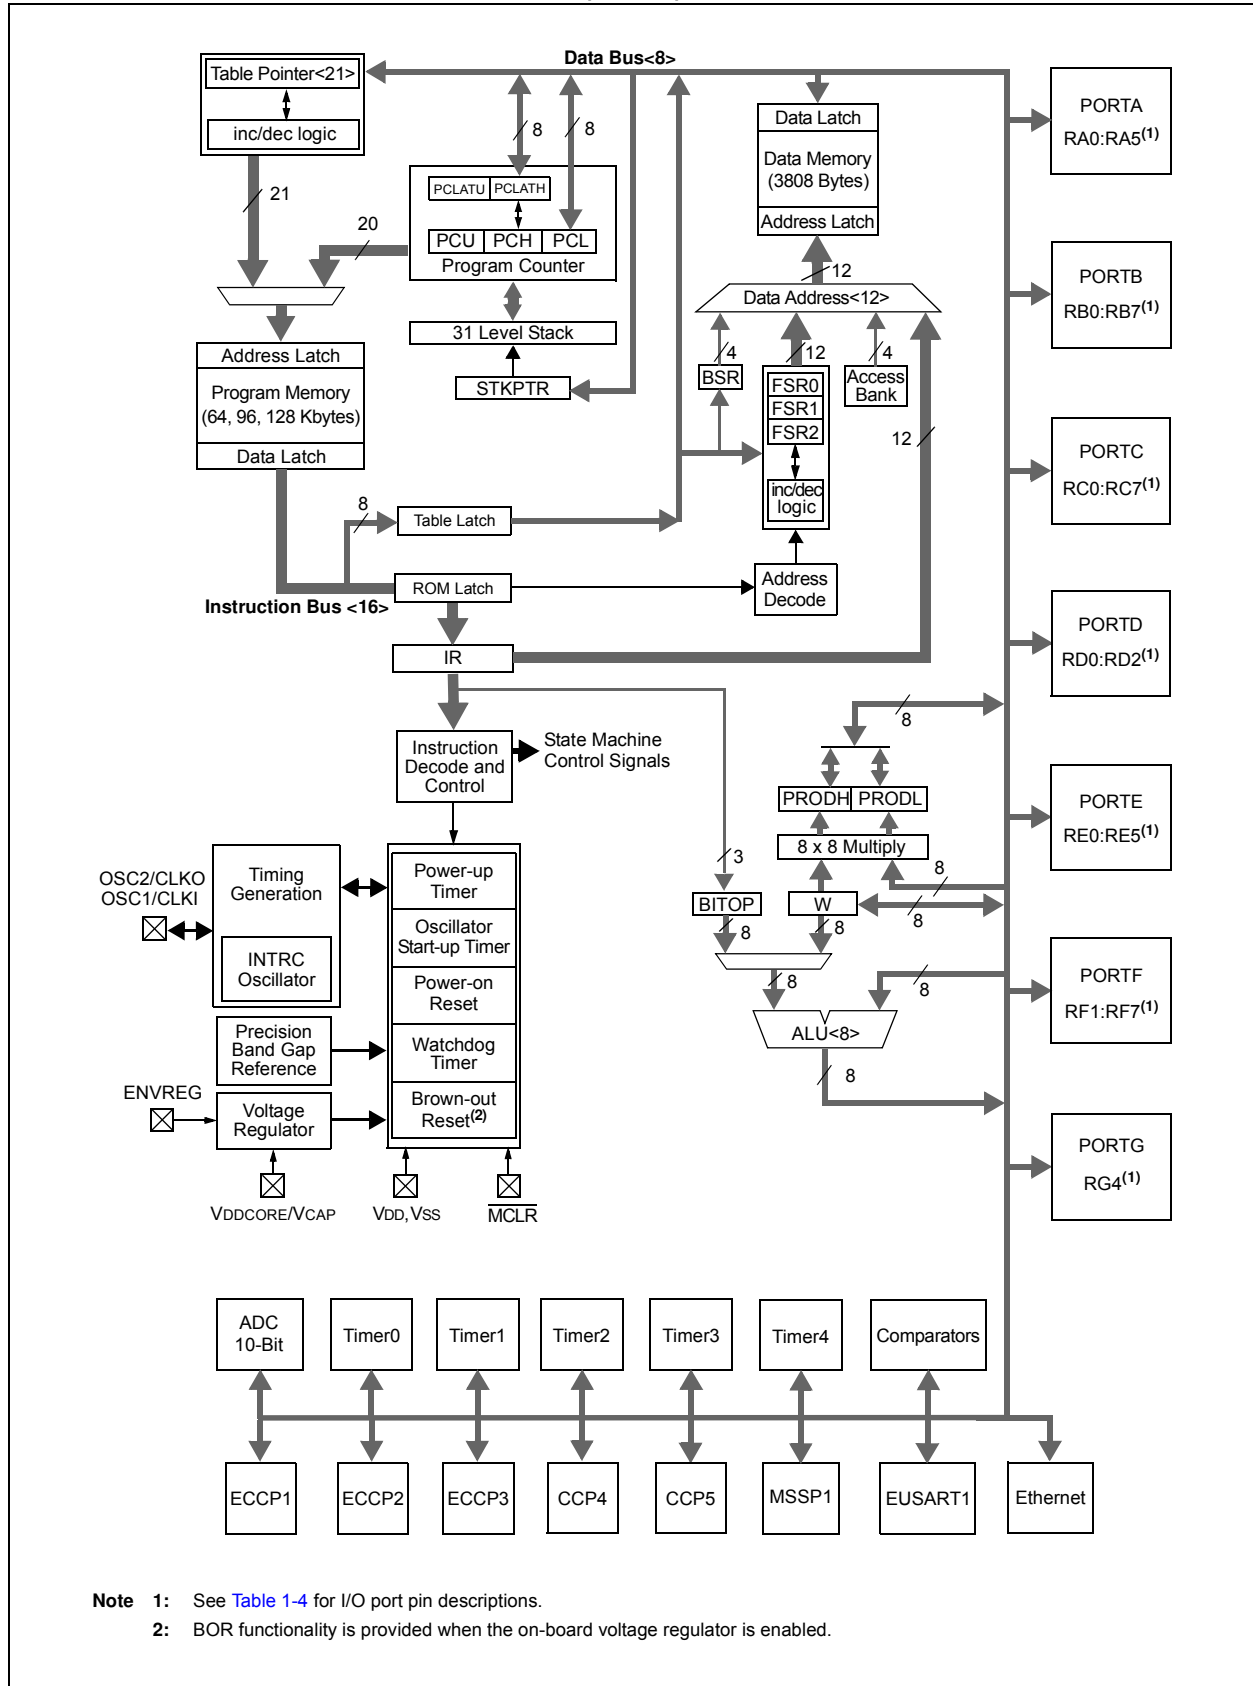 Data Bus<8>
Table Pointer<21>
inc/dec logic
21
20
8
8
PCLATU PCLATH
PCU PCH PCL
Program Counter
31 Level Stack
STKPTR
Data Latch
Data Memory
(3808 Bytes)
Address Latch
12
Data Address<12>
4
12
4
BSR
FSR0
FSR1
FSR2
inc/dec
logic
Access
Bank
12
Address Latch
Program Memory
(64, 96, 128 Kbytes)
Data Latch
8
Table Latch
ROM Latch
Instruction Bus <16>
Address
Decode
IR
Instruction
Decode and
Control
State Machine
Control Signals
8
PRODH PRODL
8 x 8 Multiply
3
8
BITOP
W
8
8
8
8
8
ALU<8>
8
OSC2/CLKO
OSC1/CLKI
Timing
Generation
INTRC
Oscillator
Power-up
Timer
Oscillator
Start-up Timer
Power-on
Reset
Watchdog
Timer
Brown-out
Reset(2)
Precision
Band Gap
Reference
ENVREG
Voltage
Regulator
VDDCORE/VCAP
VDD, VSS
MCLR
PORTA
RA0:RA5(1)
PORTB
RB0:RB7(1)
PORTC
RC0:RC7(1)
PORTD
RD0:RD2(1)
PORTE
RE0:RE5(1)
PORTF
RF1:RF7(1)
PORTG
RG4(1)
ADC
10-Bit
Timer0
Timer1
Timer2
Timer3
Timer4
Comparators
ECCP1
ECCP2
ECCP3
CCP4
CCP5
MSSP1
EUSART1
Ethernet
Note 1: See Table 1-4 for I/O port pin descriptions.
2: BOR functionality is provided when the on-board voltage regulator is enabled.